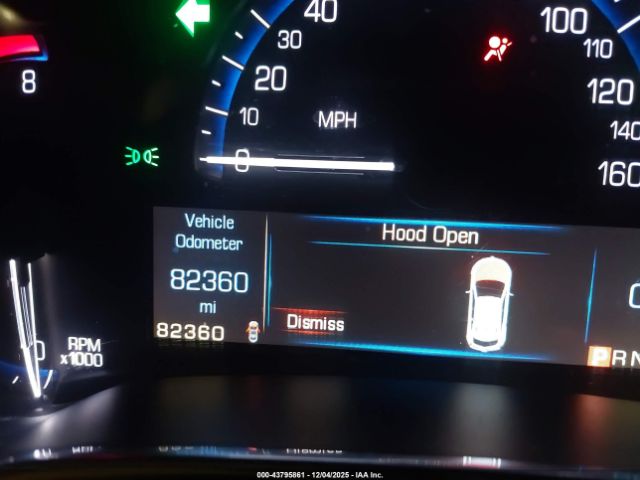 40
30
20
10
0
MPH
100
110
120
140
160
8
Vehicle
Odometer
82360
mi
82360
Hood Open
Dismiss
0
RPM
x1000
P R N
000-43795861 - 12/04/2025 - IAA Inc.